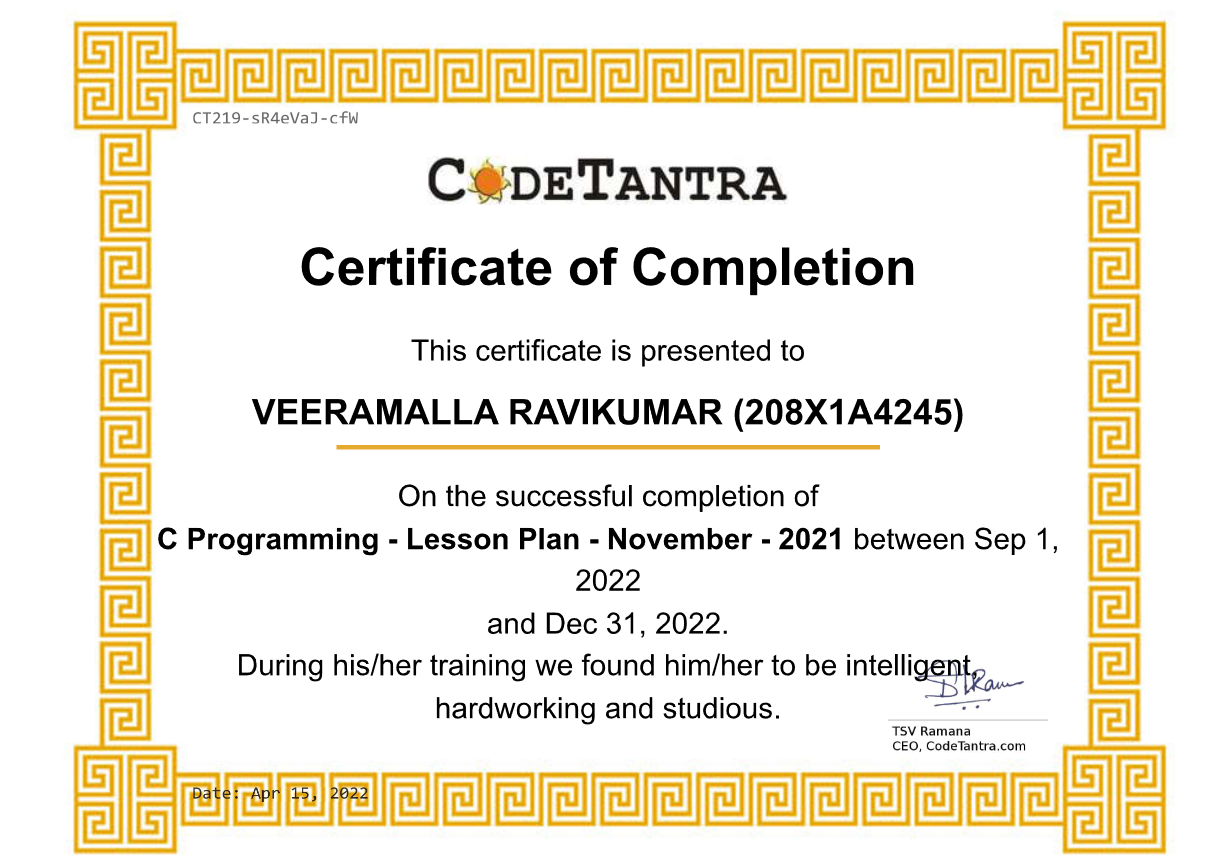 CT219-sR4eVaJ-cfW
CODETANTRA
Certificate of Completion
This certificate is presented to
VEERAMALLA RAVIKUMAR (208X1A4245)
On the successful completion of
C Programming - Lesson Plan - November - 2021 between Sep 1,
2022
and Dec 31, 2022.
During his/her training we found him/her to be intelligent,
hardworking and studious.
TSV Ramana
CEO, CodeTantra.com
Date: Apr 15, 2022